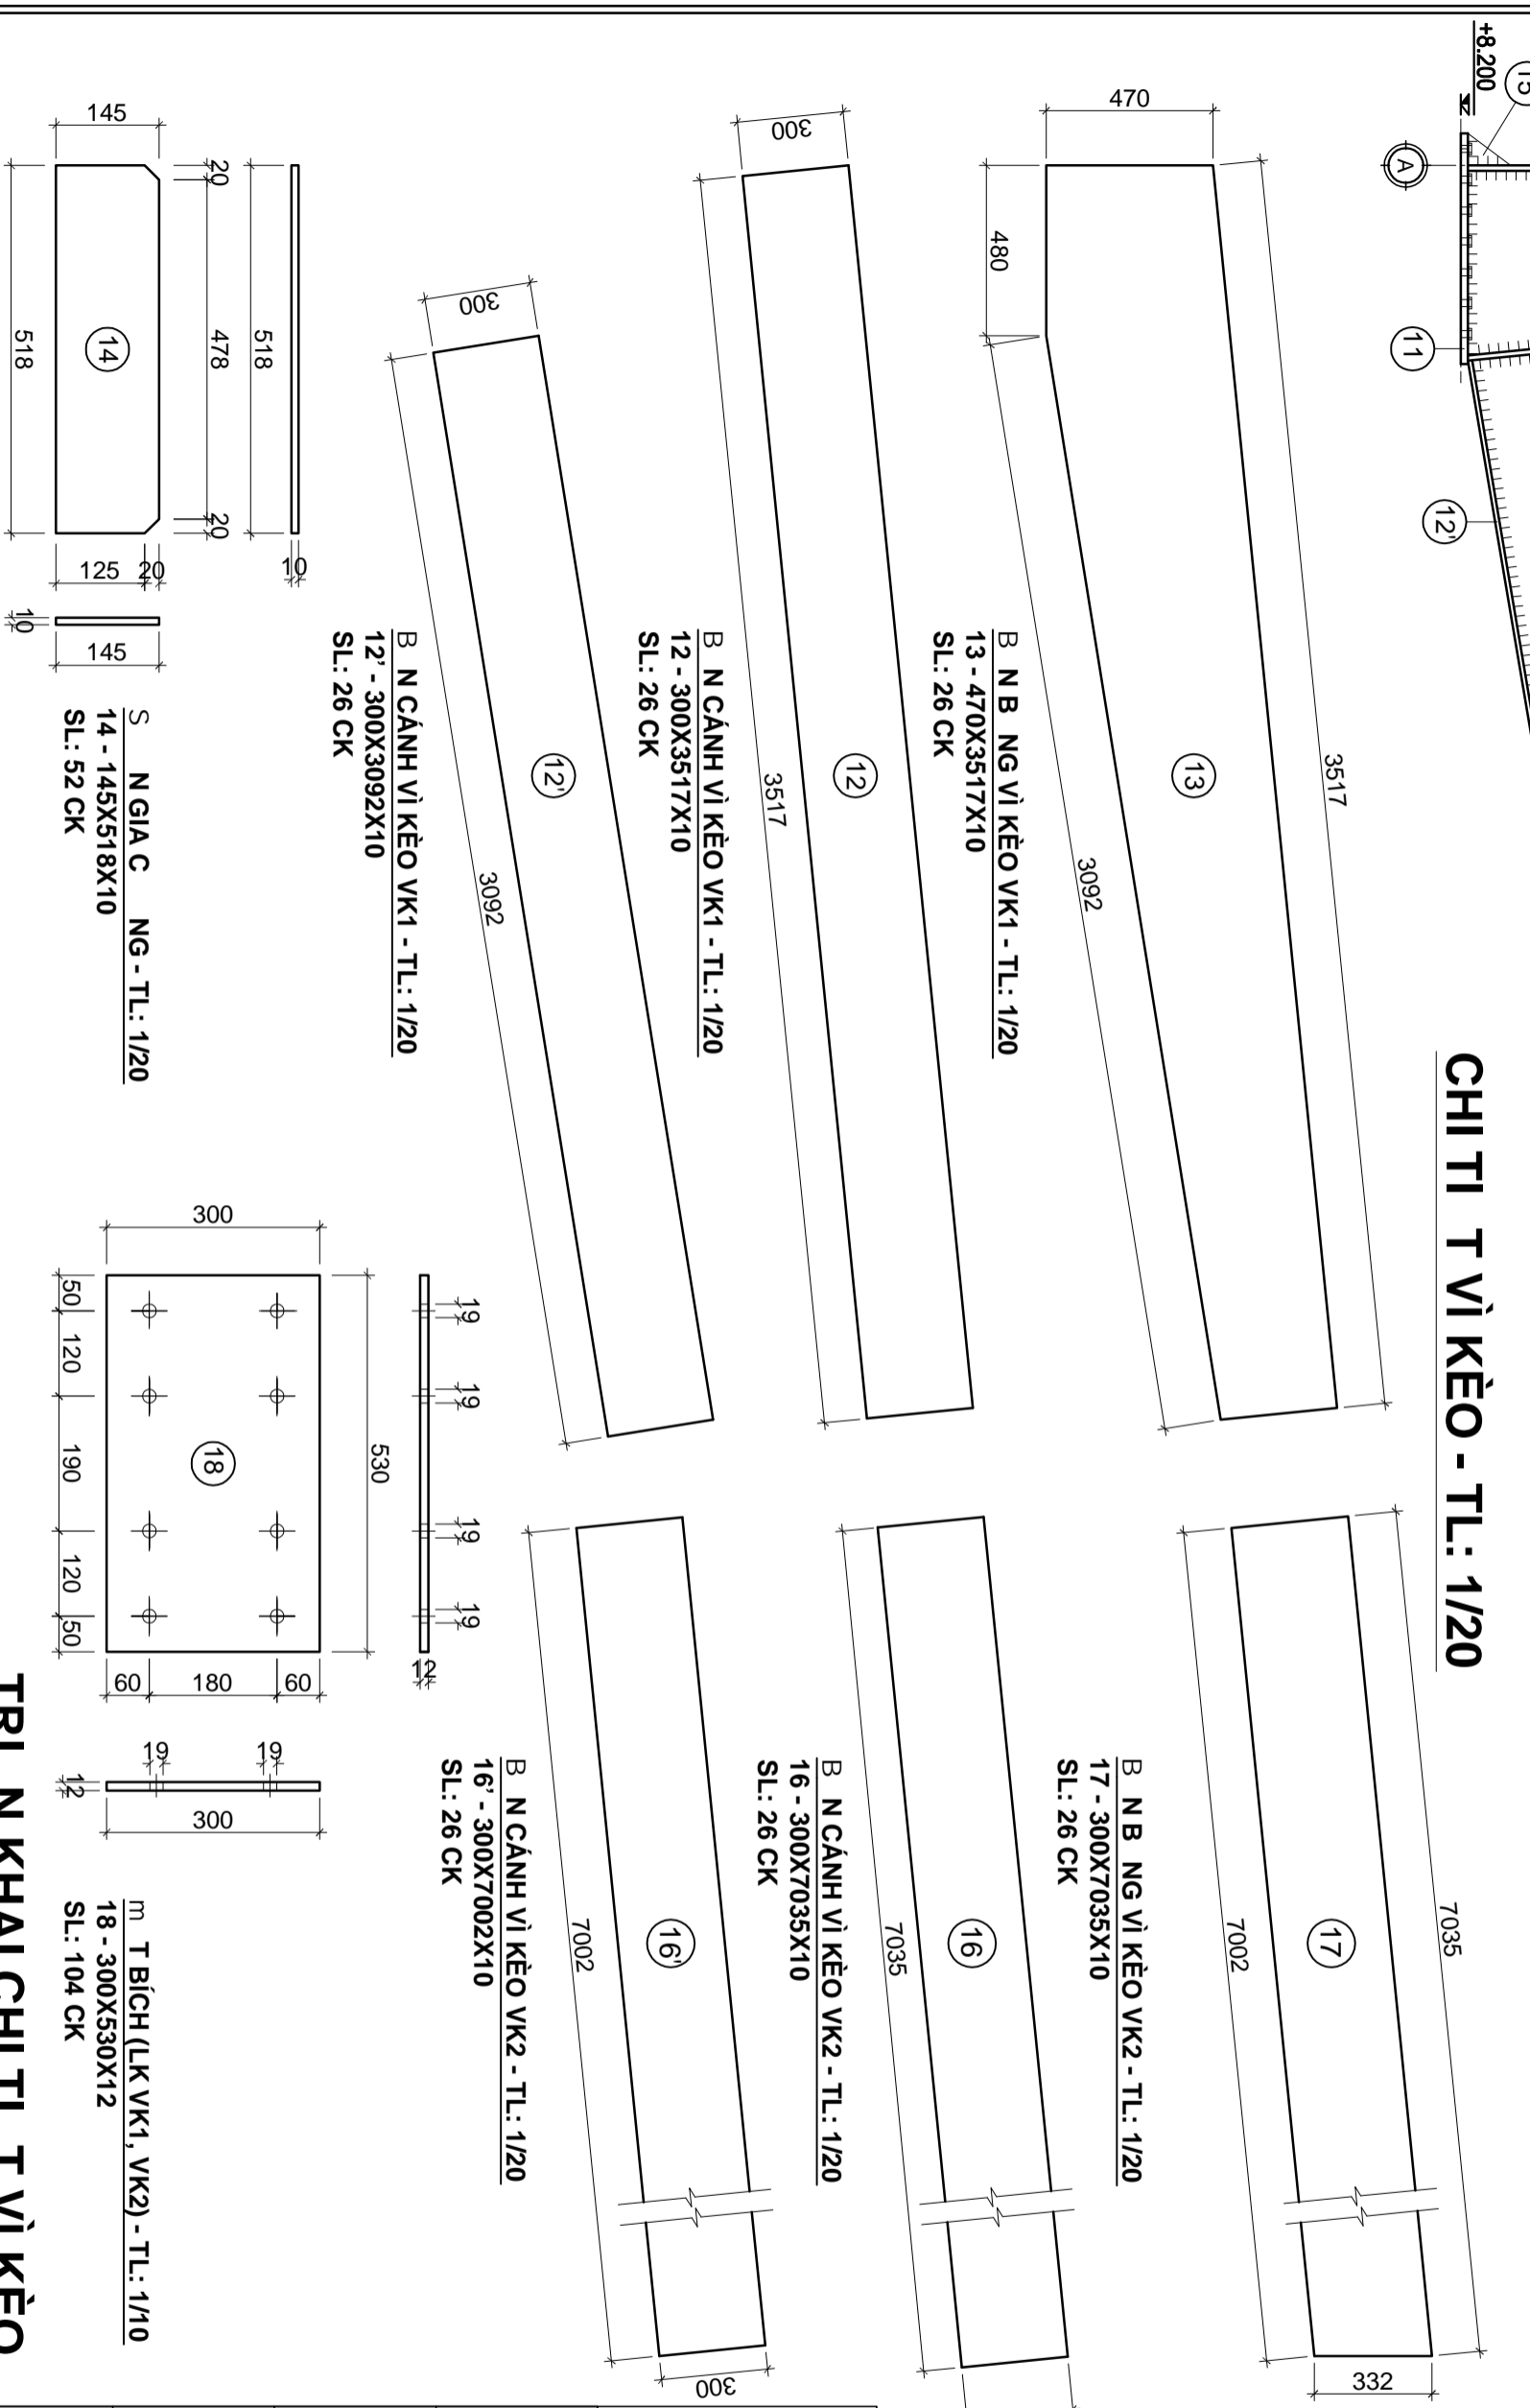 CHI TI T VÌ KÈO - TL: 1/20
+8.200
15
A
11
12'
470
480
3517
3092
13
B N B NG VÌ KÈO VK1 - TL: 1/20
13 - 470X3517X10
SL: 26 CK
300
3517
12
B N CÁNH VÌ KÈO VK1 - TL: 1/20
12 - 300X3517X10
SL: 26 CK
300
3092
12'
B N CÁNH VÌ KÈO VK1 - TL: 1/20
12' - 300X3092X10
SL: 26 CK
518
10
20
478
20
145
14
125
20
518
10
145
S N GIA C NG - TL: 1/20
14 - 145X518X10
SL: 52 CK
7035
7002
17
332
B N B NG VÌ KÈO VK2 - TL: 1/20
17 - 300X7035X10
SL: 26 CK
7035
16
B N CÁNH VÌ KÈO VK2 - TL: 1/20
16 - 300X7035X10
SL: 26 CK
7002
16'
300
B N CÁNH VÌ KÈO VK2 - TL: 1/20
16' - 300X7002X10
SL: 26 CK
19
19
19
19
12
530
300
18
60
180
60
50
120
190
120
50
19
19
12
300
m T BÍCH (LK VK1, VK2) - TL: 1/10
18 - 300X530X12
SL: 104 CK
TRI N KHAI CHI TI T VÌ KÈO